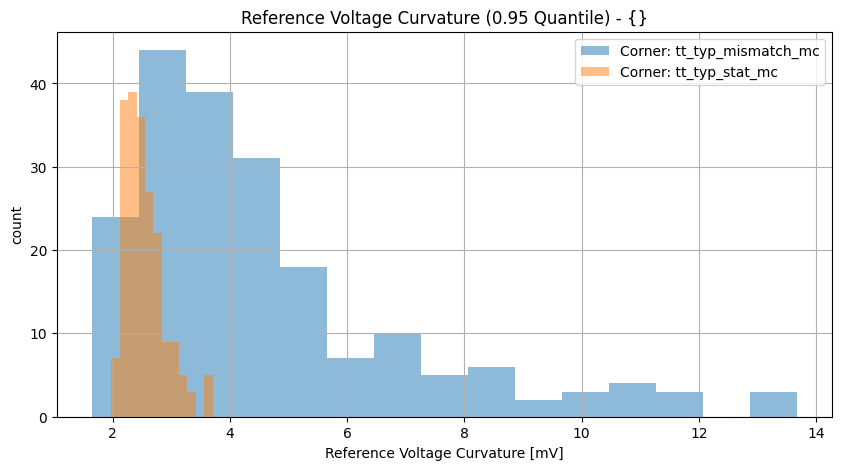 Reference Voltage Curvature (0.95 Quantile) - {}
Corner: tt_typ_mismatch_mc
Corner: tt_typ_stat_mc
count
40
30
20
10
0
2 4 6 8 10 12 14
Reference Voltage Curvature [mV]